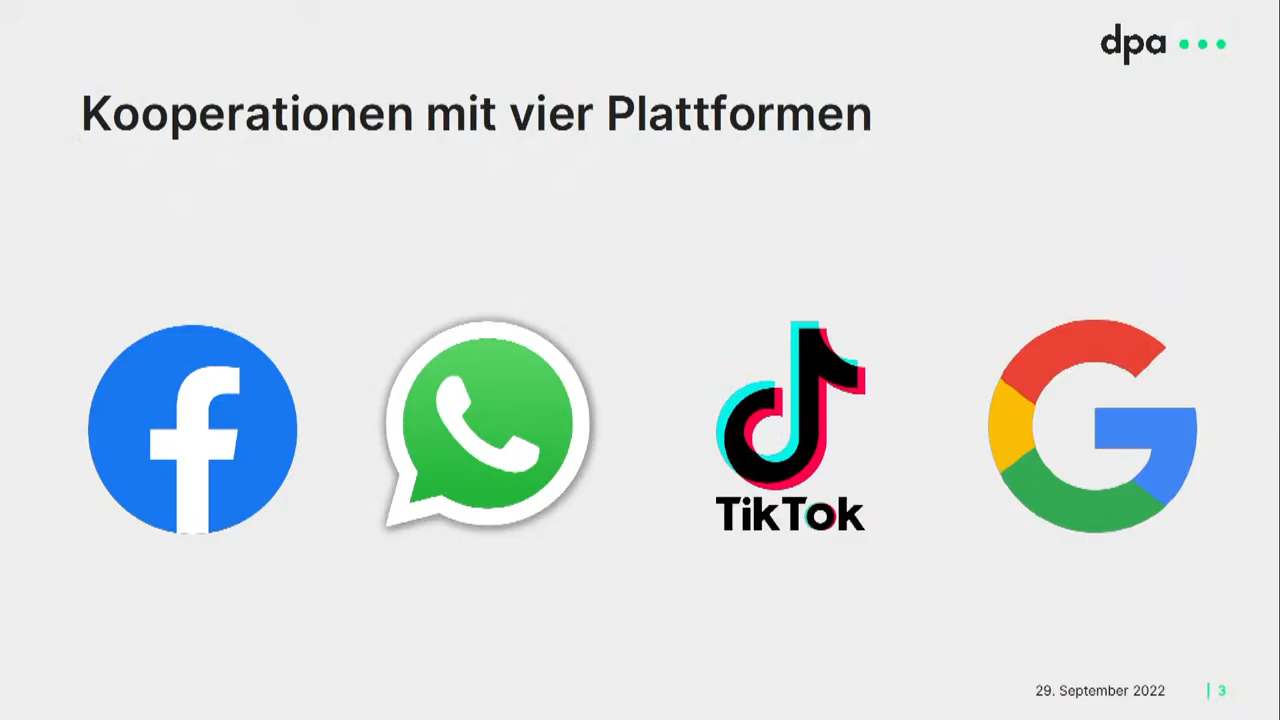 dpa
Kooperationen mit vier Plattformen
TikTok
29. September 2022
3